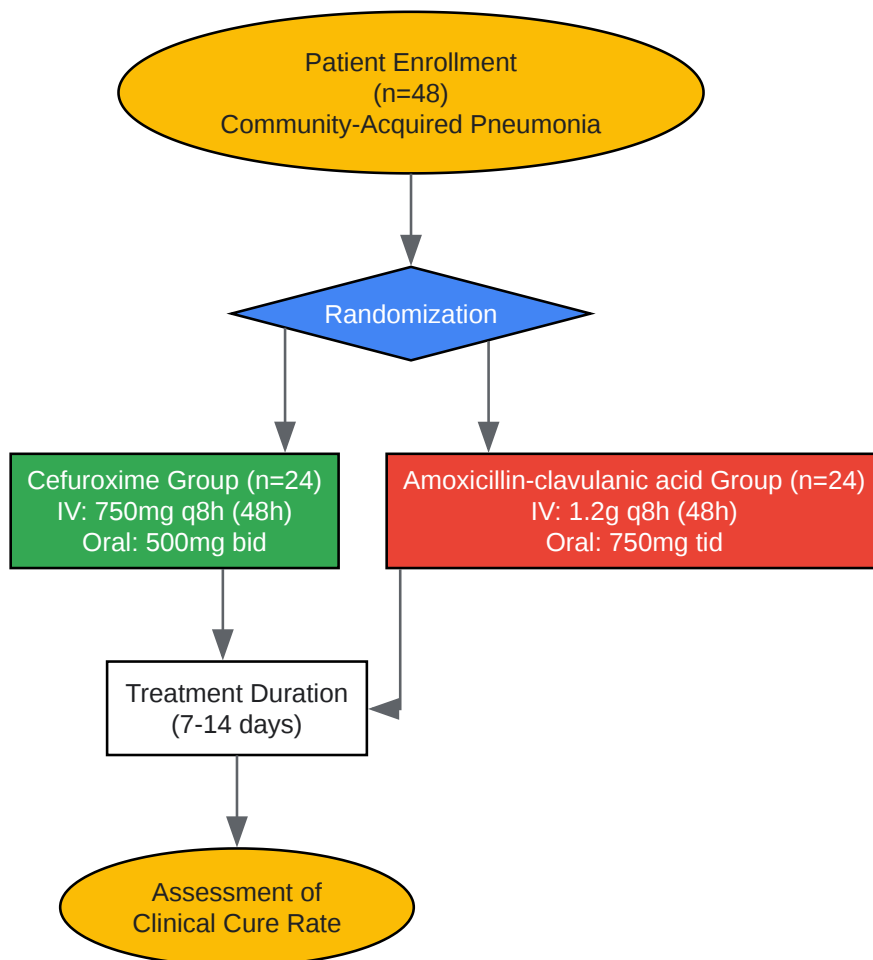 Patient Enrollment
(n=48)
Community-Acquired Pneumonia
Randomization
Cefuroxime Group (n=24)
IV: 750mg q8h (48h)
Oral: 500mg bid
Amoxicillin-clavulanic acid Group (n=24)
IV: 1.2g q8h (48h)
Oral: 750mg tid
Treatment Duration
(7-14 days)
Assessment of
Clinical Cure Rate